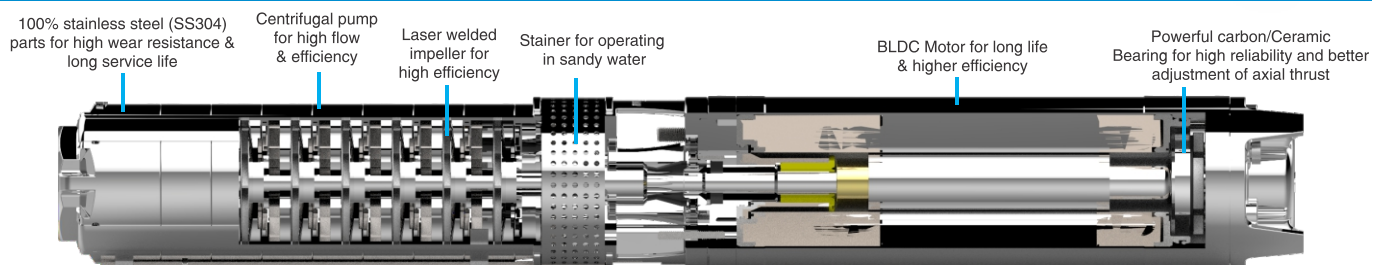 100% stainless steel (SS304)
parts for high wear resistance &
long service life
Centrifugal pump
for high flow
& efficiency
Laser welded
impeller for
high efficiency
Stainer for operating
in sandy water
BLDC Motor for long life
& higher efficiency
Powerful carbon/Ceramic
Bearing for high reliability and better
adjustment of axial thrust